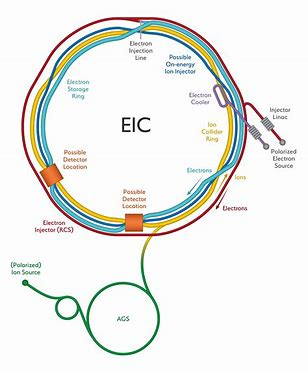 Electron
Injection
Line
Possible
On-energy
Ion Injector
Electron
Storage
Ring
Electron
Cooler
Injector
Linac
EIC
Ion
Collider
Ring
Polarized
Electron
Source
Possible
Detector
Location
Electrons
Ions
Possible
Detector
Location
Electrons
Electron
Injector (RCS)
(Polarized)
Ion Source
AGS